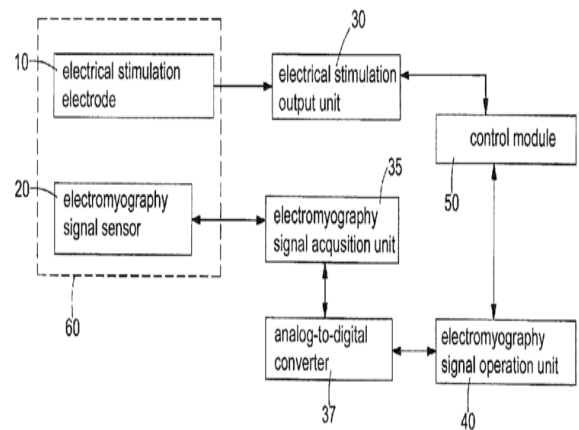 10
electrical stimulation
electrode
30
electrical stimulation
output unit
control module
50
20
electromyography
signal sensor
35
electromyography
signal acqusition unit
60
analog-to-digital
converter
37
electromyography
signal operation unit
40